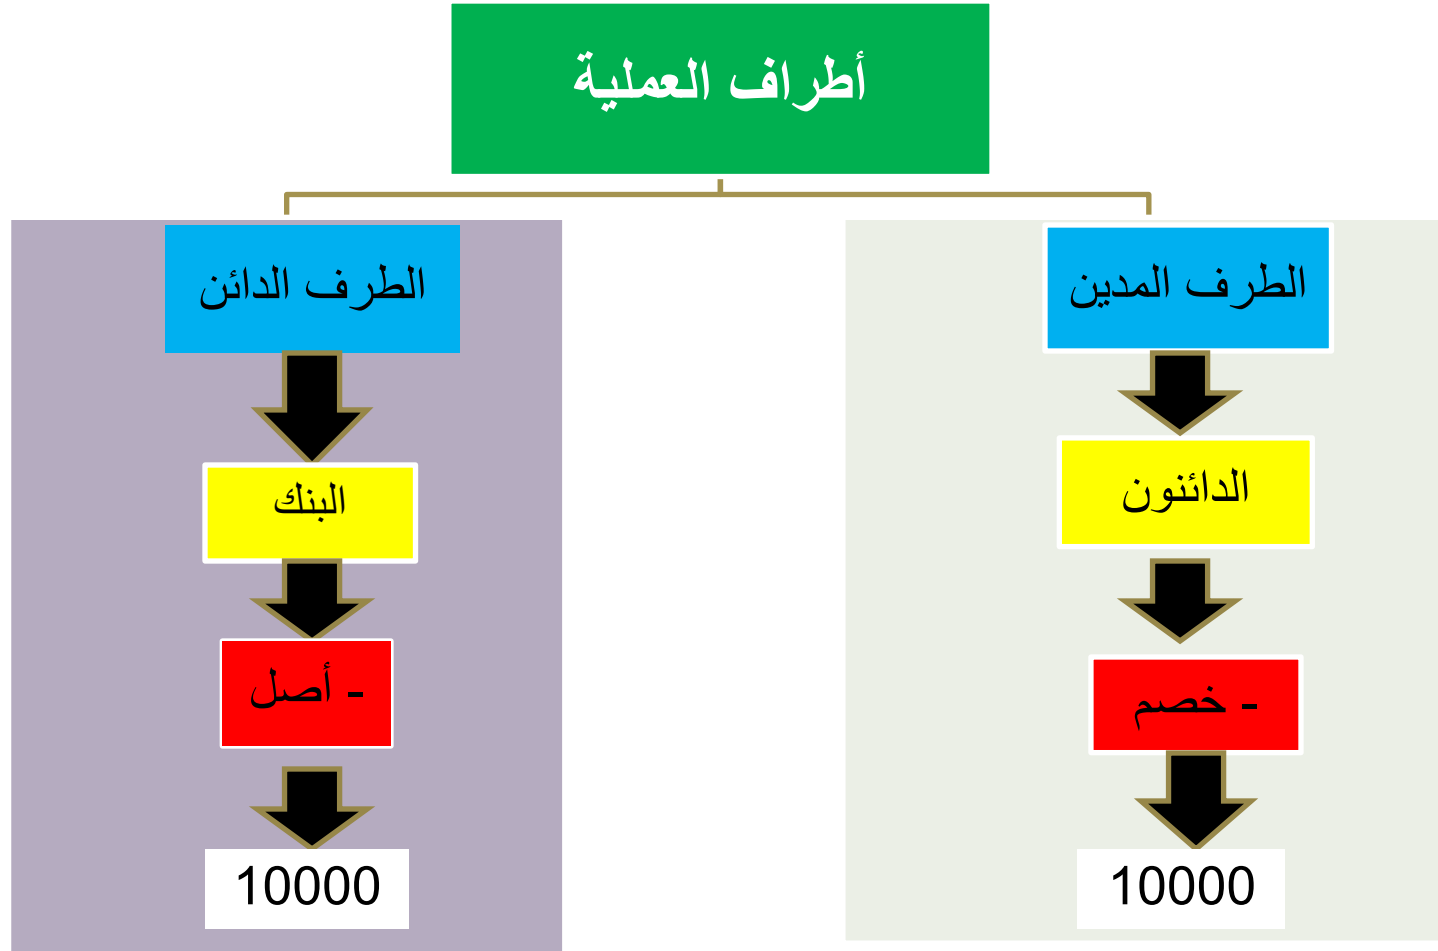 أطراف العملية
الطرف المدين
الطرف الدائن
الدائنون
البنك
- خصم
- أصل
10000
10000